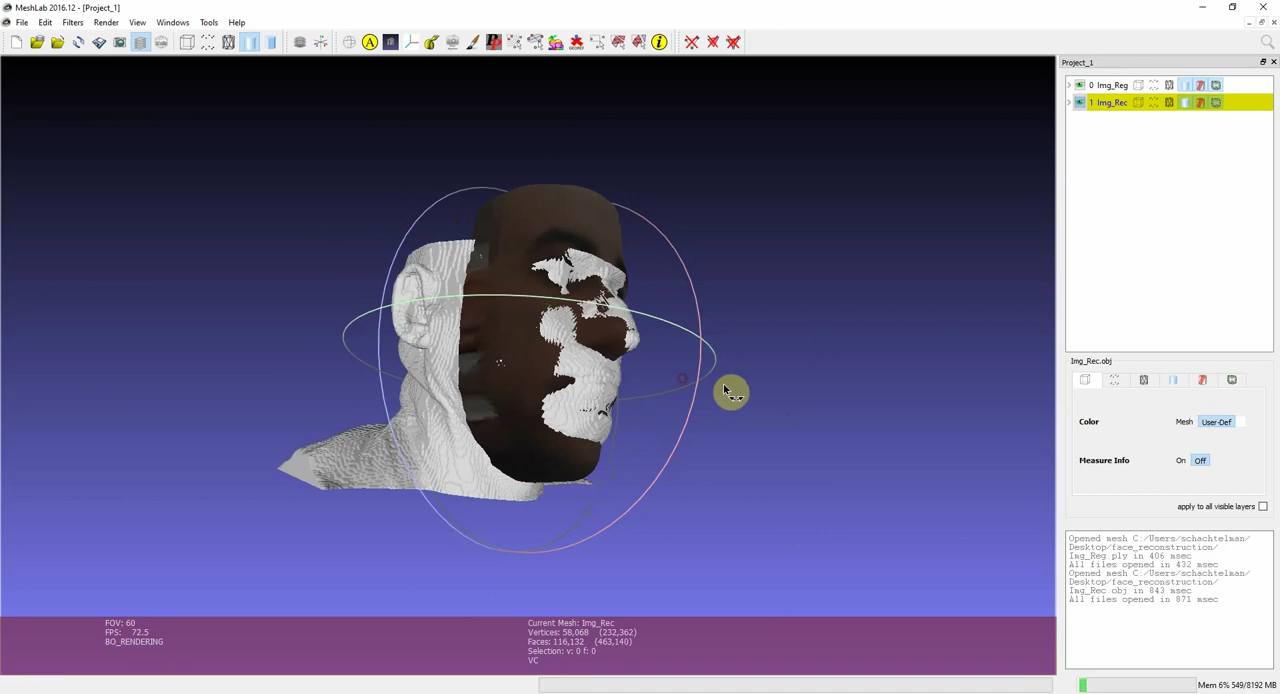 MeshLab 2016.12 - [Project_1]
File Edit Filters Render View Windows Tools Help
Project_1
0 Img_Reg
1 Img_Rec
Img_Rec.obj
Color Mesh User-Def
Measure Info On Off
apply to all visible layers
Opened mesh C:/Users/schachtelman/
Desktop/face_reconstruction/
Img_Reg.ply in 406 msec
All files opened in 432 msec
Opened mesh C:/Users/schachtelman/
Desktop/face_reconstruction/
Img_Rec.obj in 843 msec
All files opened in 871 msec
FOV: 60
FPS: 72.5
BO_RENDERING
Current Mesh: Img_Rec
Vertices: 58,068 (232,362)
Faces: 116,132 (463,140)
Selection: v: 0 f: 0
VC
Mem 6% 549/8192 MB